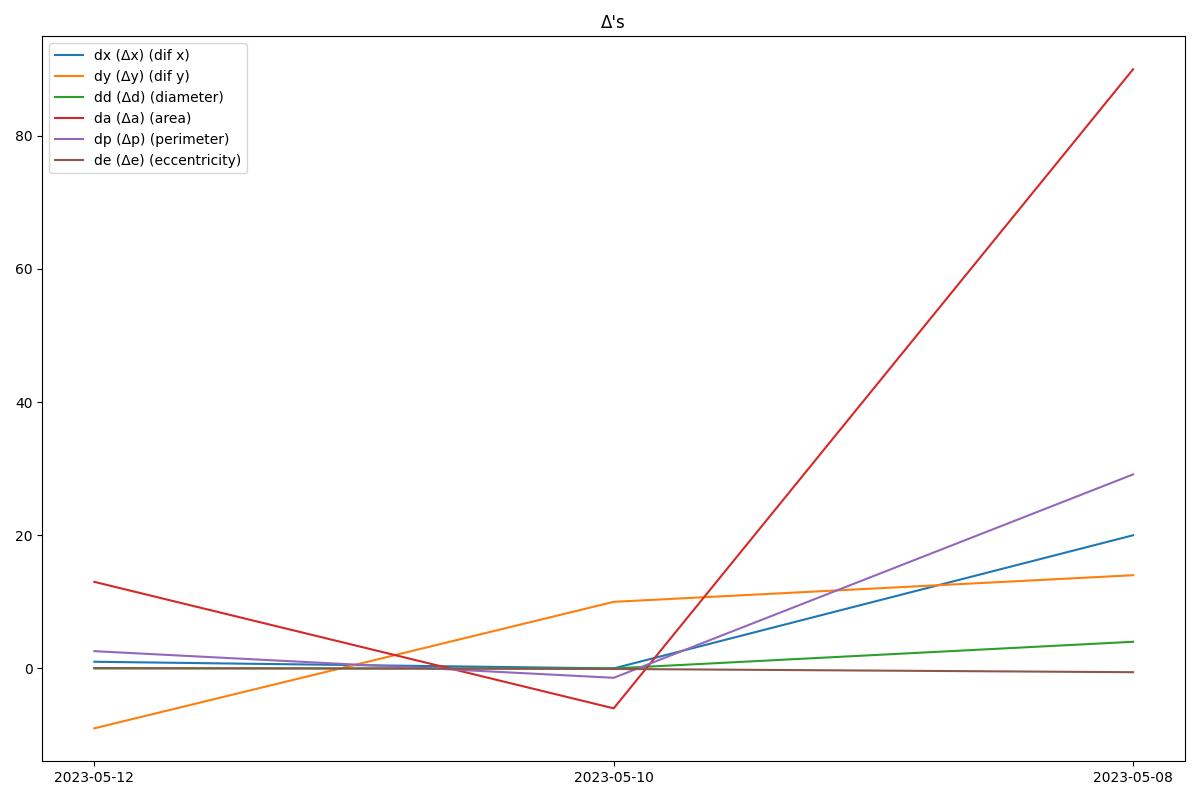 Δ's
dx (Δx) (dif x)
dy (Δy) (dif y)
dd (Δd) (diameter)
da (Δa) (area)
dp (Δp) (perimeter)
de (Δe) (eccentricity)
80
60
40
20
0
2023-05-12 2023-05-10 2023-05-08